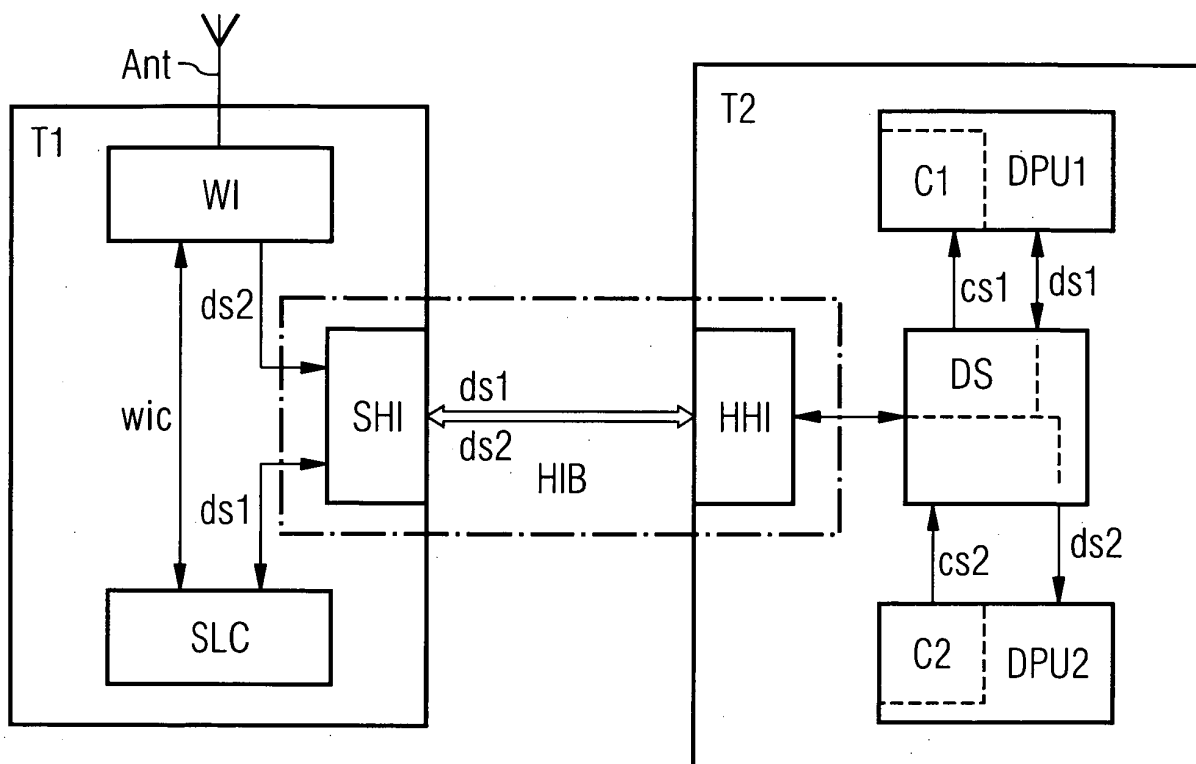 Ant
T1
T2
WI
C1
DPU1
ds2
cs1
ds1
wic
SHI
ds1
ds2
HIB
HHI
DS
ds1
cs2
ds2
SLC
C2
DPU2